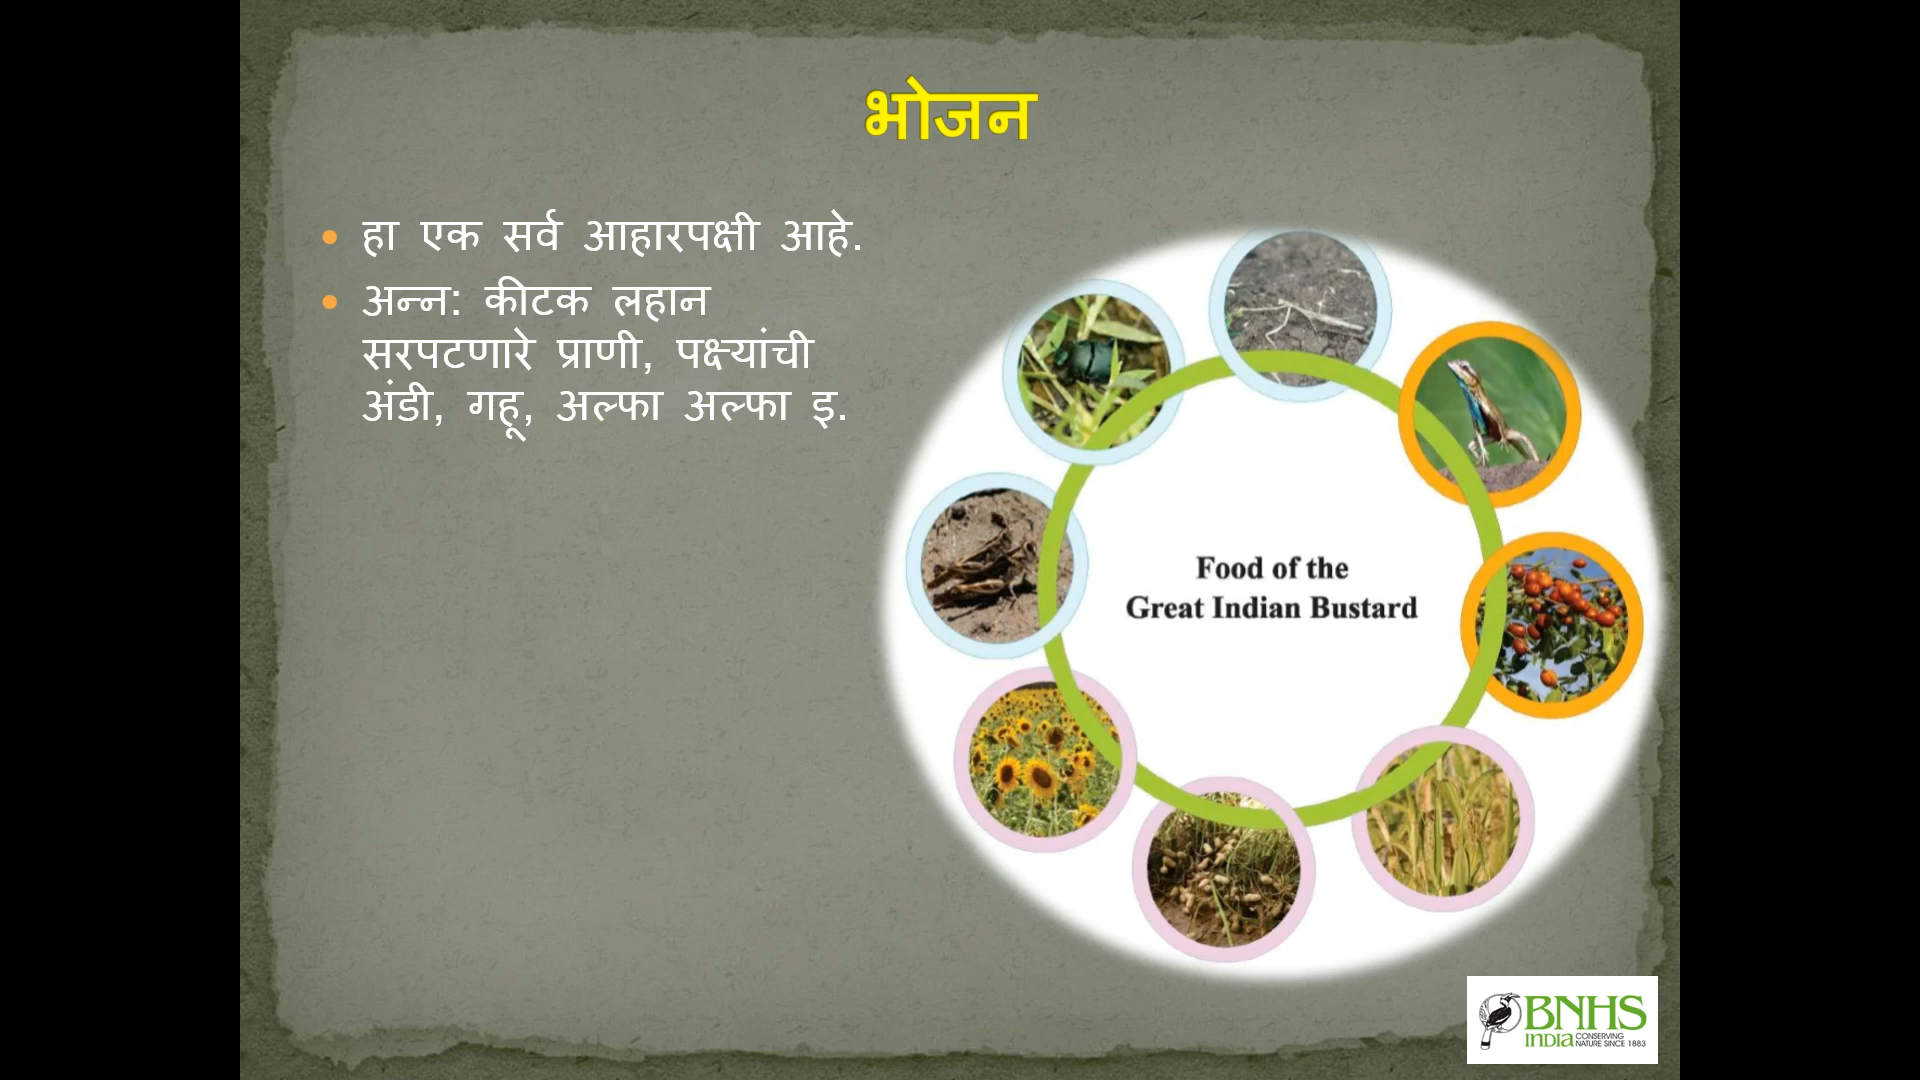 भोजन
हा एक सर्व आहारपक्षी आहे.
अन्न: कीटक लहान
सरपटणारे प्राणी, पक्ष्यांची
अंडी, गहू, अल्फा अल्फा इ.
Food of the
Great Indian Bustard
BNHS
INDIA CONSERVING
NATURE SINCE 1883